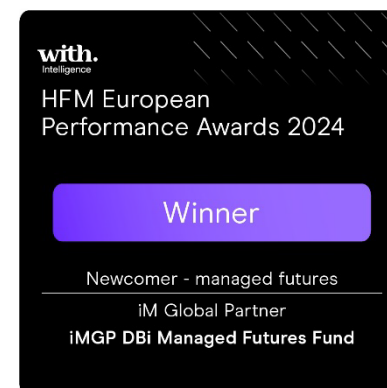 with.
Intelligence
HFM European
Performance Awards 2024
Winner
Newcomer - managed futures
iM Global Partner
iMGP DBi Managed Futures Fund